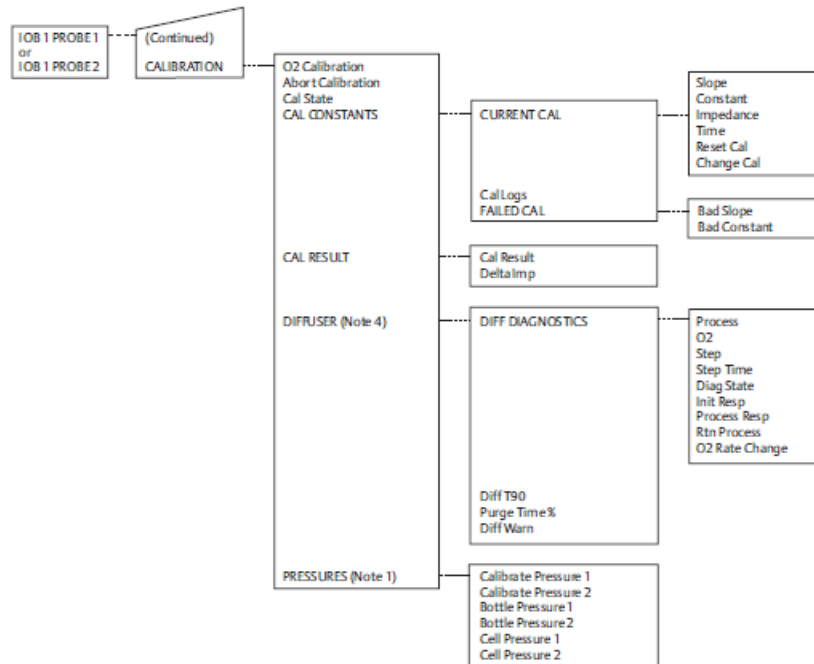 IOB 1 PROBE 1
or
IOB 1 PROBE 2
(Continued)
CALIBRATION
O2 Calibration
Abort Calibration
Cal State
CAL CONSTANTS
CAL RESULT
DIFFUSER (Note 4)
PRESSURES (Note 1)
CURRENT CAL
Cal Logs
FAILED CAL
Slope
Constant
Impedance
Time
Reset Cal
Change Cal
Bad Slope
Bad Constant
Cal Result
Delta Imp
DIFF DIAGNOSTICS
Diff T90
Purge Time %
Diff Warn
Process
O2
Step
Step Time
Diag State
Init Resp
Process Resp
Rtn Process
O2 Rate Change
Calibrate Pressure 1
Calibrate Pressure 2
Bottle Pressure 1
Bottle Pressure 2
Cell Pressure 1
Cell Pressure 2